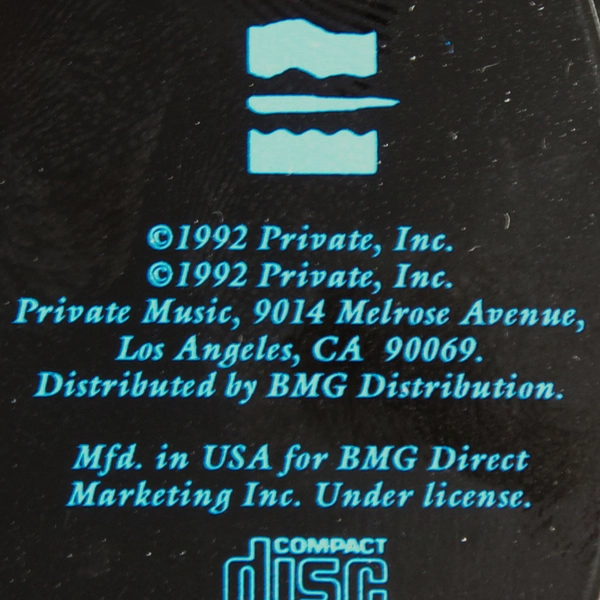 ©1992 Private, Inc.
©1992 Private, Inc.
Private Music, 9014 Melrose Avenue,
Los Angeles, CA 90069.
Distributed by BMG Distribution.
Mfd. in USA for BMG Direct
Marketing Inc. Under license.
COMPACT
disc